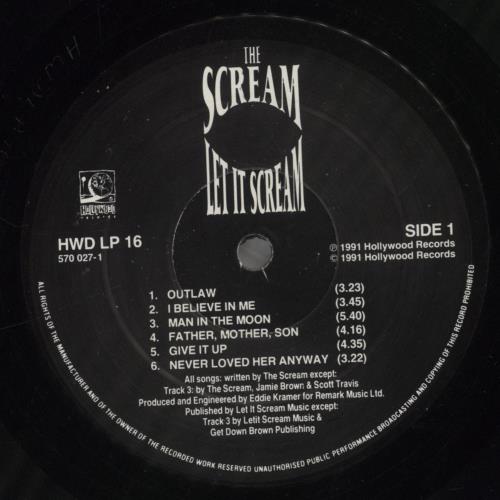 THE
SCREAM
LET IT SCREAM
HOLLYWOOD
RECORDS
HWD LP 16
570 027-1
SIDE 1
℗ 1991 Hollywood Records
© 1991 Hollywood Records
1. OUTLAW (3.23)
2. I BELIEVE IN ME (3.45)
3. MAN IN THE MOON (5.40)
4. FATHER, MOTHER, SON (4.16)
5. GIVE IT UP (4.35)
6. NEVER LOVED HER ANYWAY (3.22)
All songs: written by The Scream except:
Track 3: by The Scream, Jamie Brown & Scott Travis
Produced and Engineered by Eddie Kramer for Remark Music Ltd.
Published by Let It Scream Music except:
Track 3 by Letit Scream Music &
Get Down Brown Publishing
ALL RIGHTS OF THE MANUFACTURER AND OF THE OWNER OF THE RECORDED WORK RESERVED UNAUTHORISED PUBLIC PERFORMANCE BROADCASTING AND COPYING OF THIS RECORD PROHIBITED